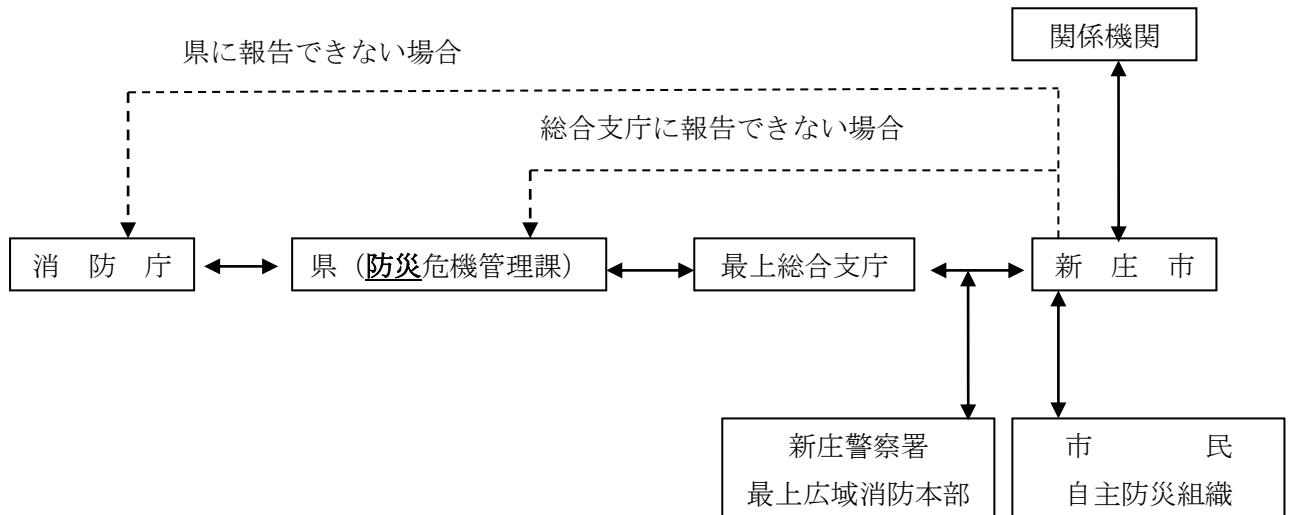 関係機関
県に報告できない場合
総合支庁に報告できない場合
消 防 庁
県(防災危機管理課)
最上総合支庁
新 庄 市
新庄警察署
最上広域消防本部
市 民
自主防災組織